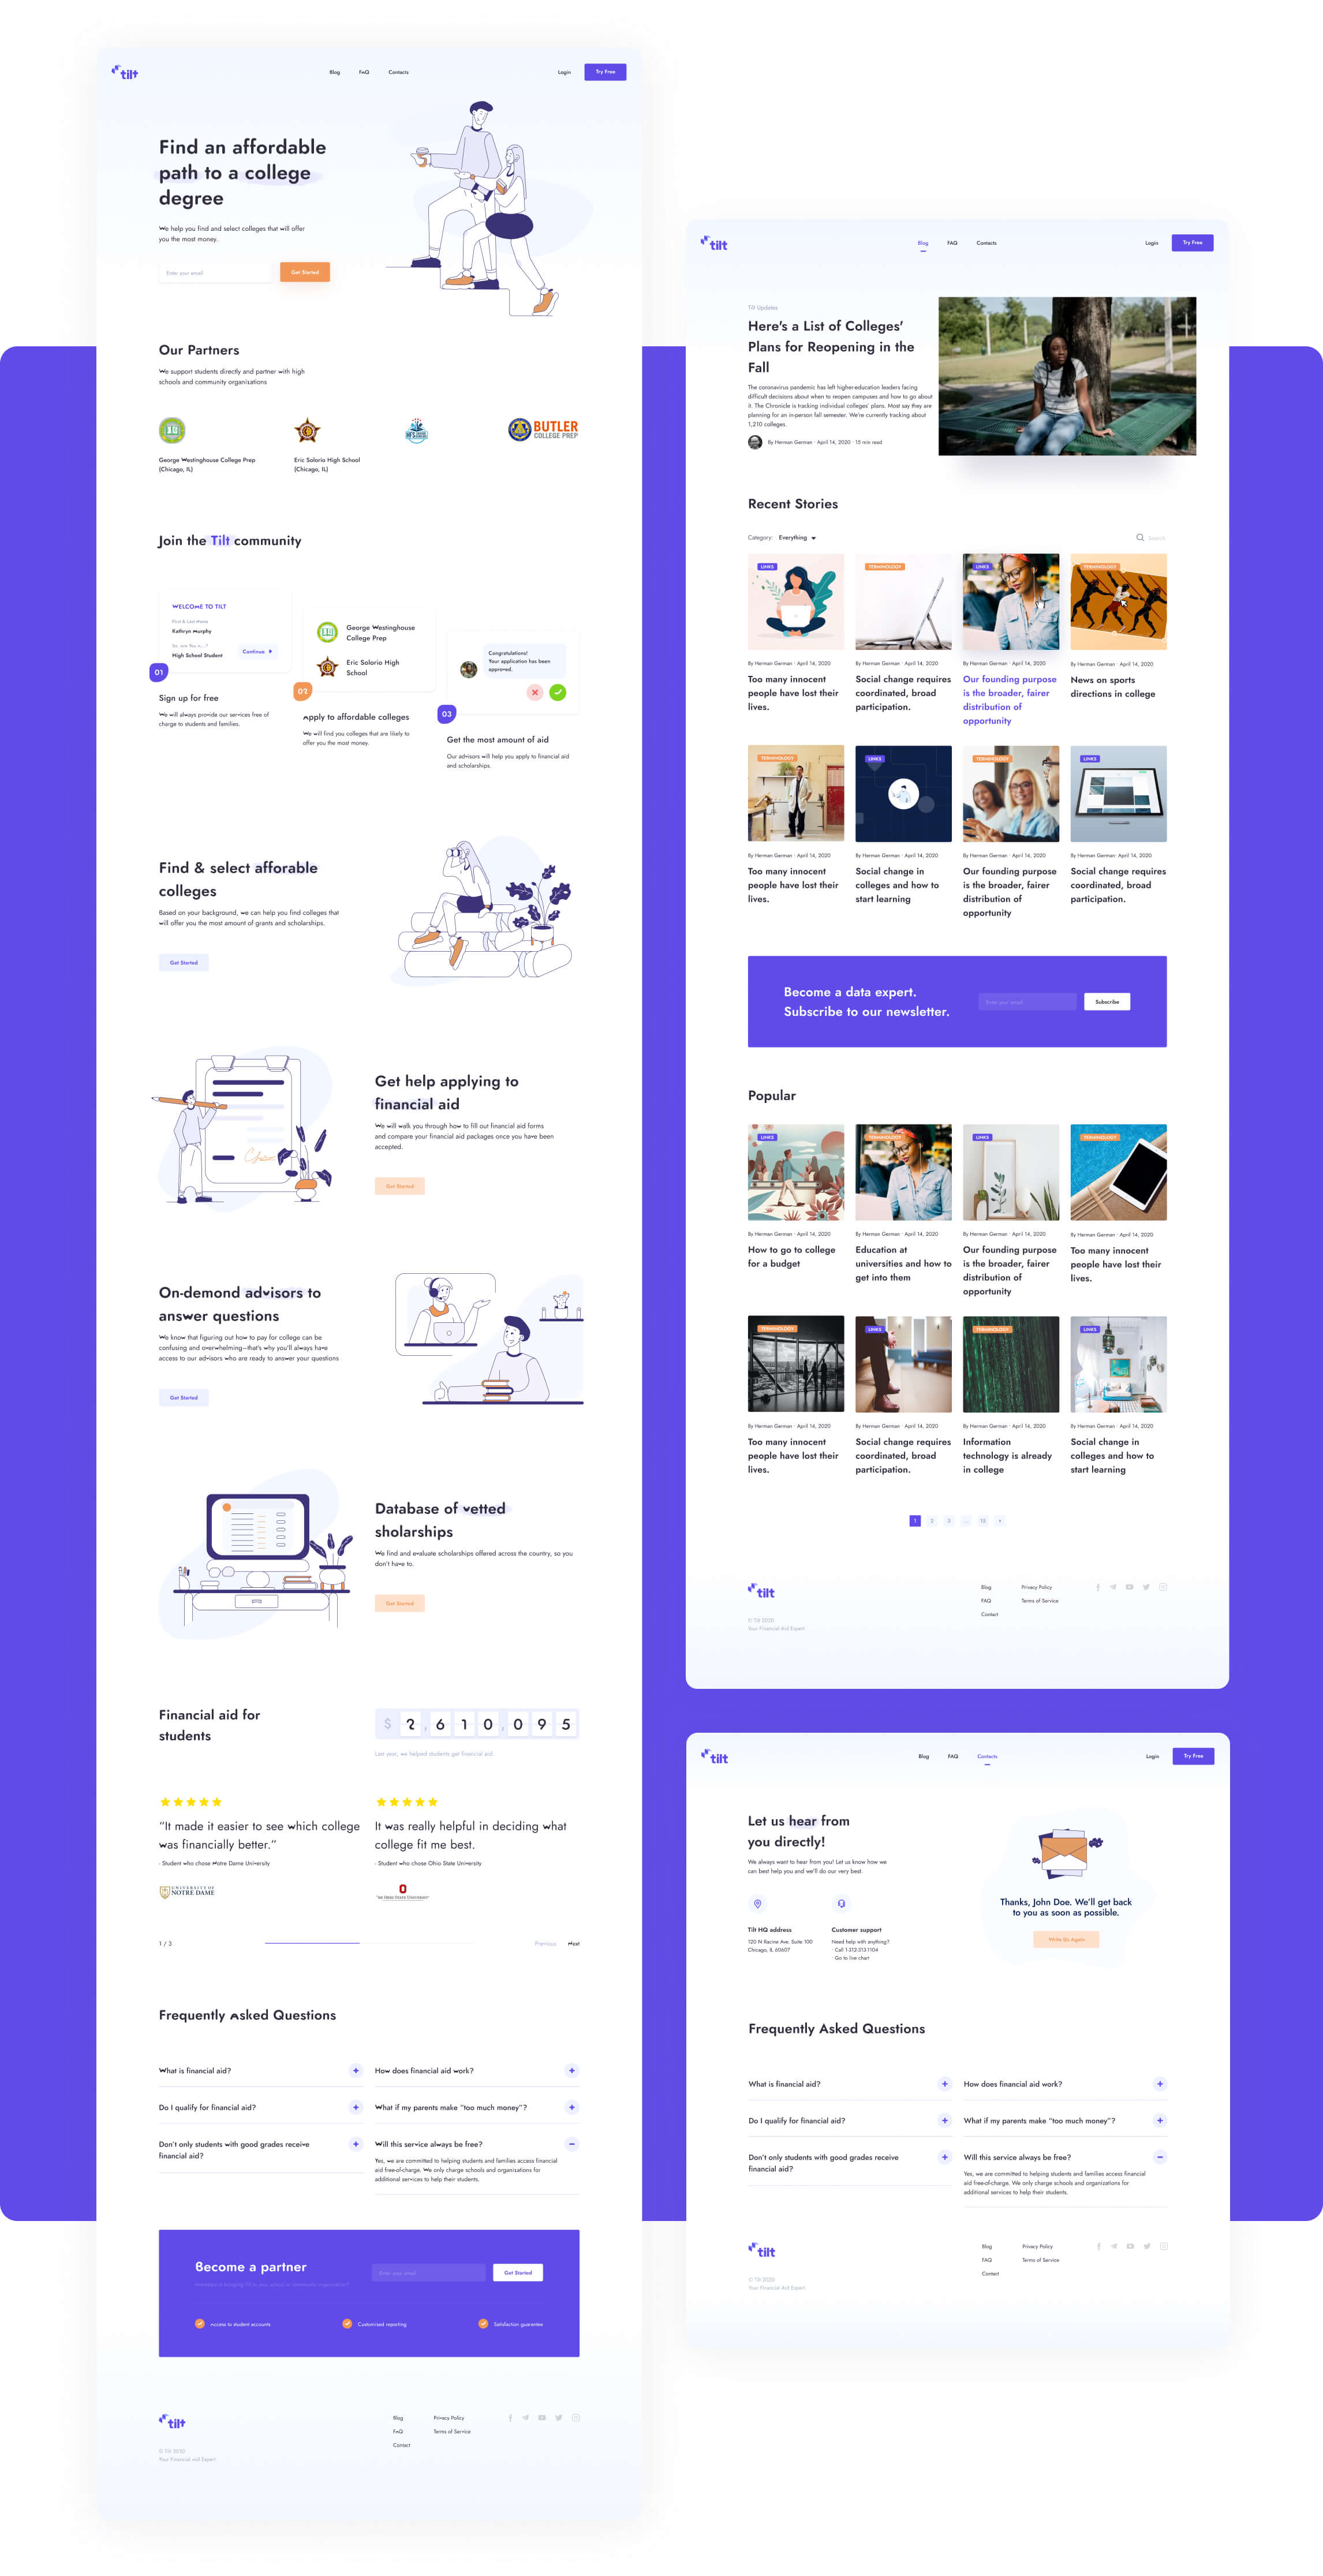 tilt
Blog
FAQ
Contacts
Login
Try Free
Find an affordable
path to a college
degree
We help you find and select colleges that will offer
you the most money.
Enter your email
Get Started
Our Partners
We support students directly and partner with high
schools and community organisations
BUTLER
COLLEGE PREP
George Westinghouse College Prep
(Chicago, IL)
Eric Solorio High School
(Chicago, IL)
Join the Tilt community
WELCOME TO TILT
First & Last Name
Kathryn Murphy
High School Student
Continue
01
Sign up for free
We will always provide our services free of
charge to students and families.
George Westinghouse
College Prep
Eric Solorio High
School
02
Apply to affordable colleges
We will find you colleges that are likely to
offer you the most money.
Congratulations!
Your application has been
approved.
03
Get the most amount of aid
Our advisors will help you apply to financial aid
and scholarships.
Find & select afforable
colleges
Based on your background, we can help you find colleges that
will offer you the most amount of grants and scholarships.
Get Started
Get help applying to
financial aid
We will walk you through how to fill out financial aid forms
and compare your financial aid packages once you have been
accepted.
Get Started
On-demond advisors to
answer questions
We know that figuring out how to pay for college can be
confusing and overwhelming—that's why you'll always have
access to our advisors who are ready to answer your questions
Get Started
Database of vetted
sholarships
We find and evaluate scholarships offered across the country, so you
don't have to.
Get Started
Financial aid for
students
$ 2,610,095
Last year, we helped students get financial aid.
“It made it easier to see which college
was financially better.”
- Student who chose Notre Dame University
UNIVERSITY OF
NOTRE DAME
It was really helpful in deciding what
college fit me best.
- Student who chose Ohio State University
THE OHIO STATE UNIVERSITY
1 / 3
Previous
Next
Frequently Asked Questions
What is financial aid?
How does financial aid work?
Do I qualify for financial aid?
What if my parents make “too much money”?
Don't only students with good grades receive
financial aid?
Will this service always be free?
Yes, we are committed to helping students and families access financial
aid free-of-charge. We only charge schools and organizations for
additional services to help their students.
Become a partner
Interested in bringing Tilt to your school or community organization?
Enter your email
Get Started
Access to student accounts
Customised reporting
Satisfaction guarantee
tilt
Blog
Privacy Policy
FAQ
Terms of Service
Contact
© Tilt 2020
Your Financial Aid Expert
tilt
Blog
FAQ
Contacts
Login
Try Free
Tilt Updates
Here's a List of Colleges'
Plans for Reopening in the
Fall
The coronavirus pandemic has left higher-education leaders facing
difficult decisions about when to reopen campuses and how to go about
it. The Chronicle is tracking individual colleges' plans. Most say they are
planning for an in-person fall semester. We're currently tracking about
1,210 colleges.
By Herman German · April 14, 2020 · 15 min read
Recent Stories
Category: Everything
Search
LINKS
TERMINOLOGY
LINKS
TERMINOLOGY
By Herman German · April 14, 2020
Too many innocent
people have lost their
lives.
By Herman German · April 14, 2020
Social change requires
coordinated, broad
participation.
By Herman German · April 14, 2020
Our founding purpose
is the broader, fairer
distribution of
opportunity
By Herman German · April 14, 2020
News on sports
directions in college
TERMINOLOGY
LINKS
TERMINOLOGY
LINKS
By Herman German · April 14, 2020
Too many innocent
people have lost their
lives.
By Herman German · April 14, 2020
Social change in
colleges and how to
start learning
By Herman German · April 14, 2020
Our founding purpose
is the broader, fairer
distribution of
opportunity
By Herman German· April 14, 2020
Social change requires
coordinated, broad
participation.
Become a data expert.
Subscribe to our newsletter.
Enter your email
Subscribe
Popular
LINKS
TERMINOLOGY
LINKS
TERMINOLOGY
By Herman German · April 14, 2020
How to go to college
for a budget
By Herman German · April 14, 2020
Education at
universities and how to
get into them
By Herman German · April 14, 2020
Our founding purpose
is the broader, fairer
distribution of
opportunity
By Herman German · April 14, 2020
Too many innocent
people have lost their
lives.
TERMINOLOGY
LINKS
TERMINOLOGY
LINKS
By Herman German · April 14, 2020
Too many innocent
people have lost their
lives.
By Herman German · April 14, 2020
Social change requires
coordinated, broad
participation.
By Herman German · April 14, 2020
Information
technology is already
in college
By Herman German · April 14, 2020
Social change in
colleges and how to
start learning
1 2 3 ... 15
tilt
Blog
Privacy Policy
FAQ
Terms of Service
Contact
© Tilt 2020
Your Financial Aid Expert
tilt
Blog
FAQ
Contacts
Login
Try Free
Let us hear from
you directly!
We always want to hear from you! Let us know how we
can best help you and we'll do our very best.
Tilt HQ address
120 N Racine Ave. Suite 100
Chicago, IL 60607
Customer support
Need help with anything?
· Call 1-312-313-1104
· Go to live chart
Thanks, John Doe. We'll get back
to you as soon as possible.
Write Us Again
Frequently Asked Questions
What is financial aid?
How does financial aid work?
Do I qualify for financial aid?
What if my parents make “too much money”?
Don't only students with good grades receive
financial aid?
Will this service always be free?
Yes, we are committed to helping students and families access financial
aid free-of-charge. We only charge schools and organizations for
additional services to help their students.
tilt
Blog
Privacy Policy
FAQ
Terms of Service
Contact
© Tilt 2020
Your Financial Aid Expert